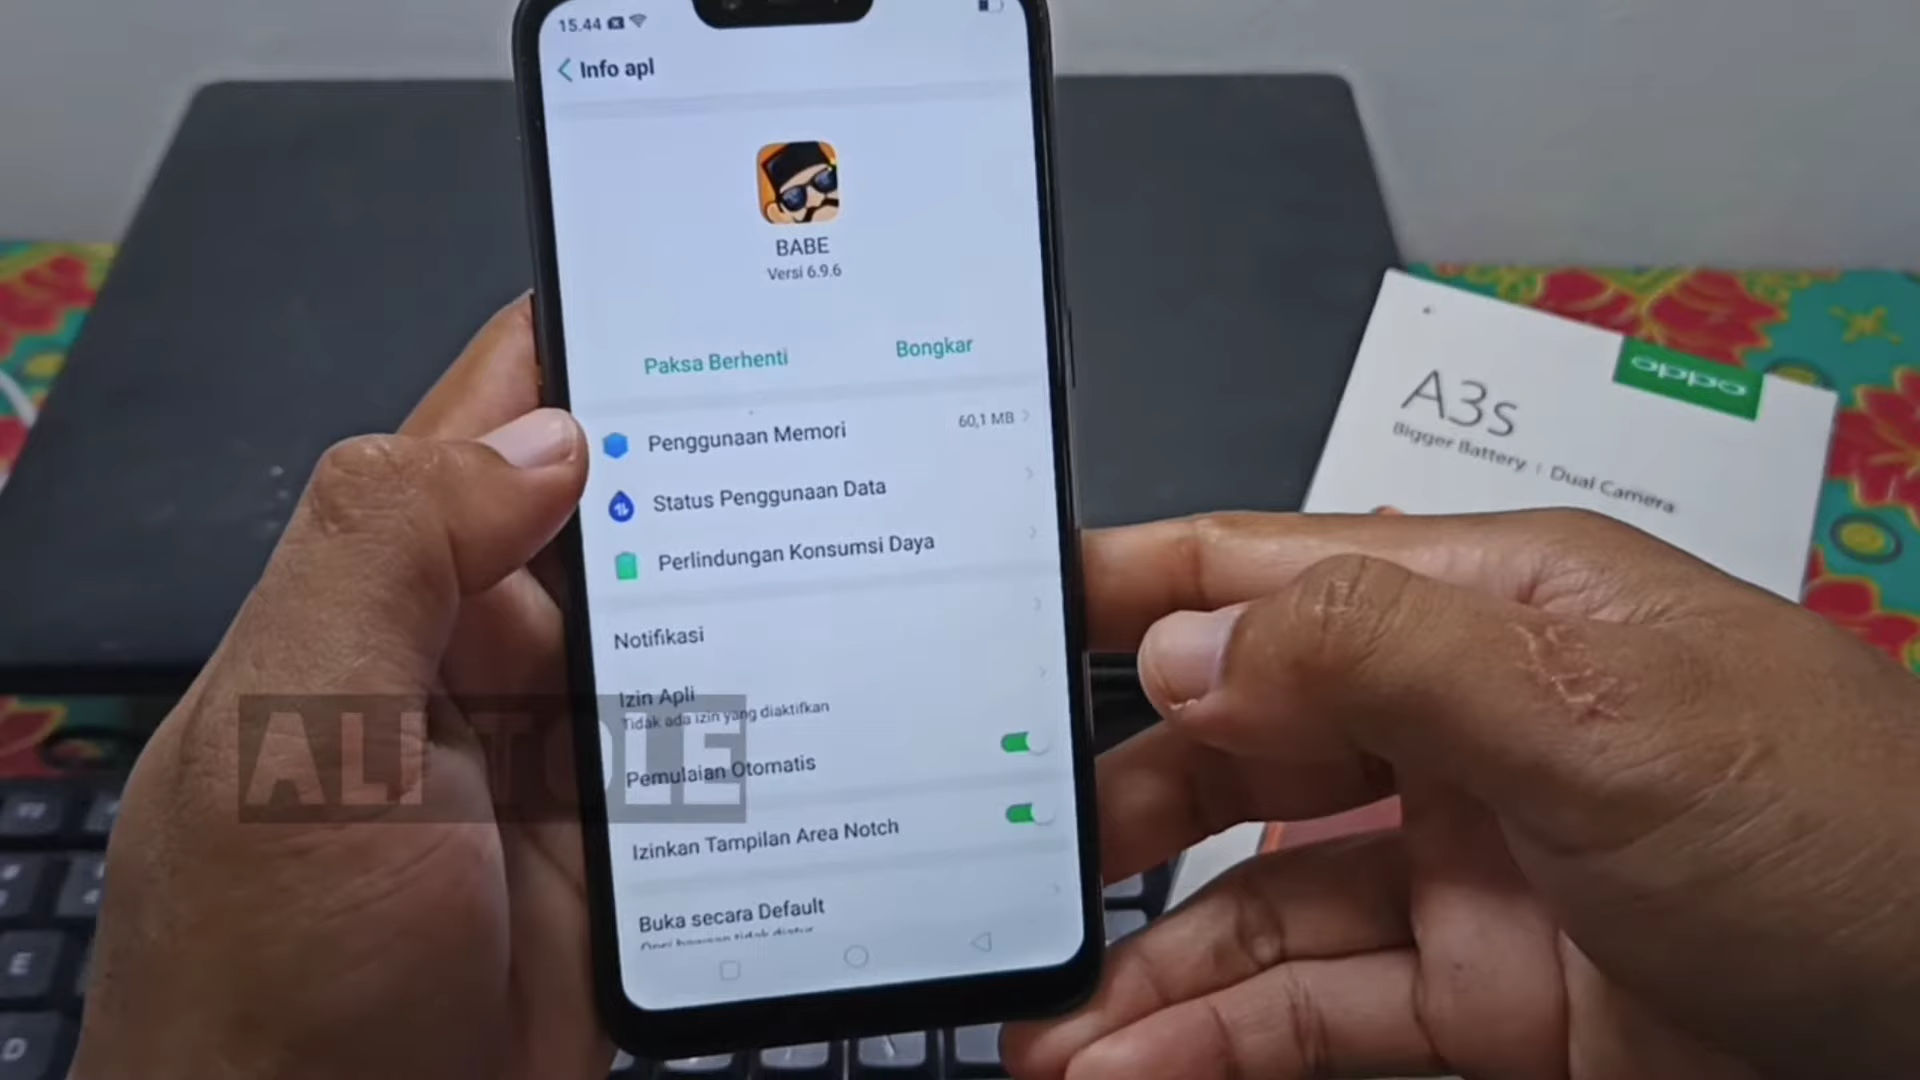 15.44
Info apl
BABE
Versi 6.9.6
Paksa Berhenti
Bongkar
Penggunaan Memori
60,1 MB
Status Penggunaan Data
Perlindungan Konsumsi Daya
Notifikasi
Izin Apli
Tidak ada izin yang diaktifkan
Pemulaian Otomatis
Izinkan Tampilan Area Notch
Buka secara Default
oppo
A3s
Bigger Battery | Dual Camera
ALI TOLE
E
D